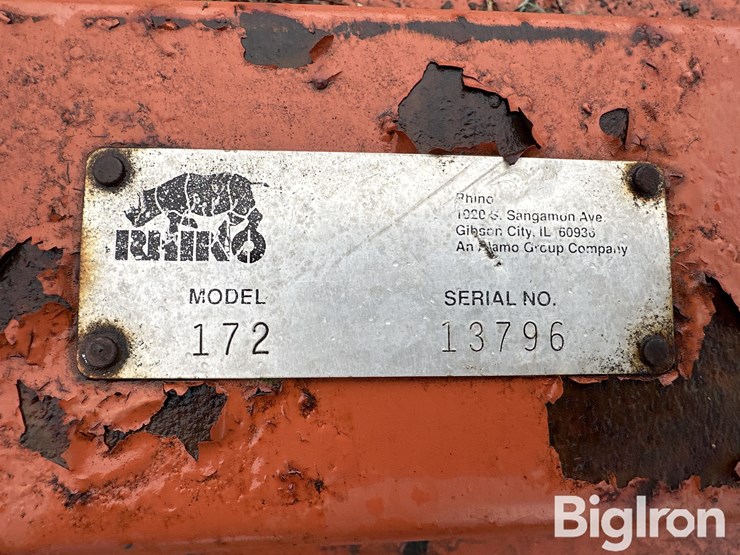 RHINO
Rhino
1020 S. Sangamon Ave.
Gibson City, IL 60936
An Alamo Group Company
MODEL
SERIAL NO.
172
13796
BigIron